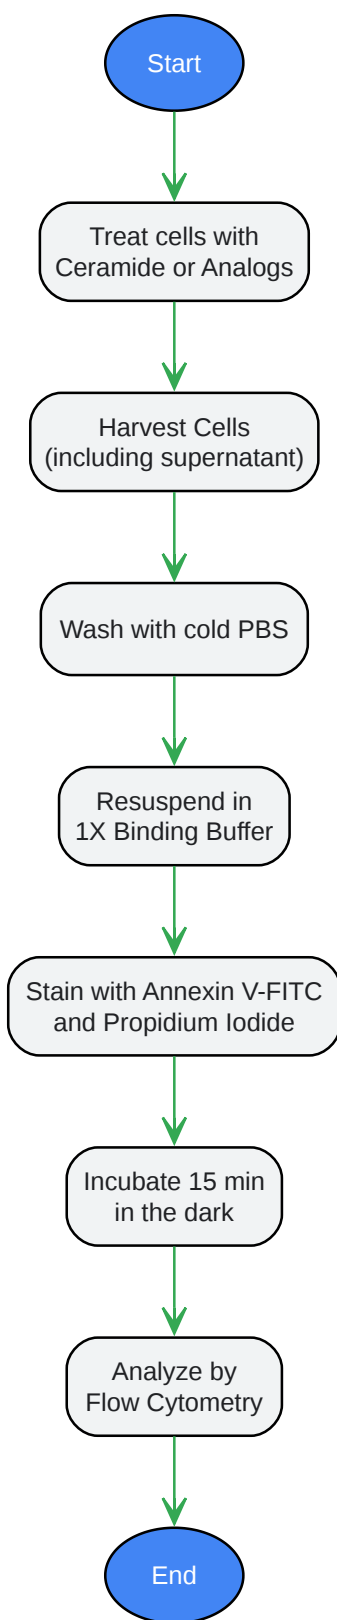 Start
Treat cells with
Ceramide or Analogs
Harvest Cells
(including supernatant)
Wash with cold PBS
Resuspend in
1X Binding Buffer
Stain with Annexin V-FITC
and Propidium Iodide
Incubate 15 min
in the dark
Analyze by
Flow Cytometry
End